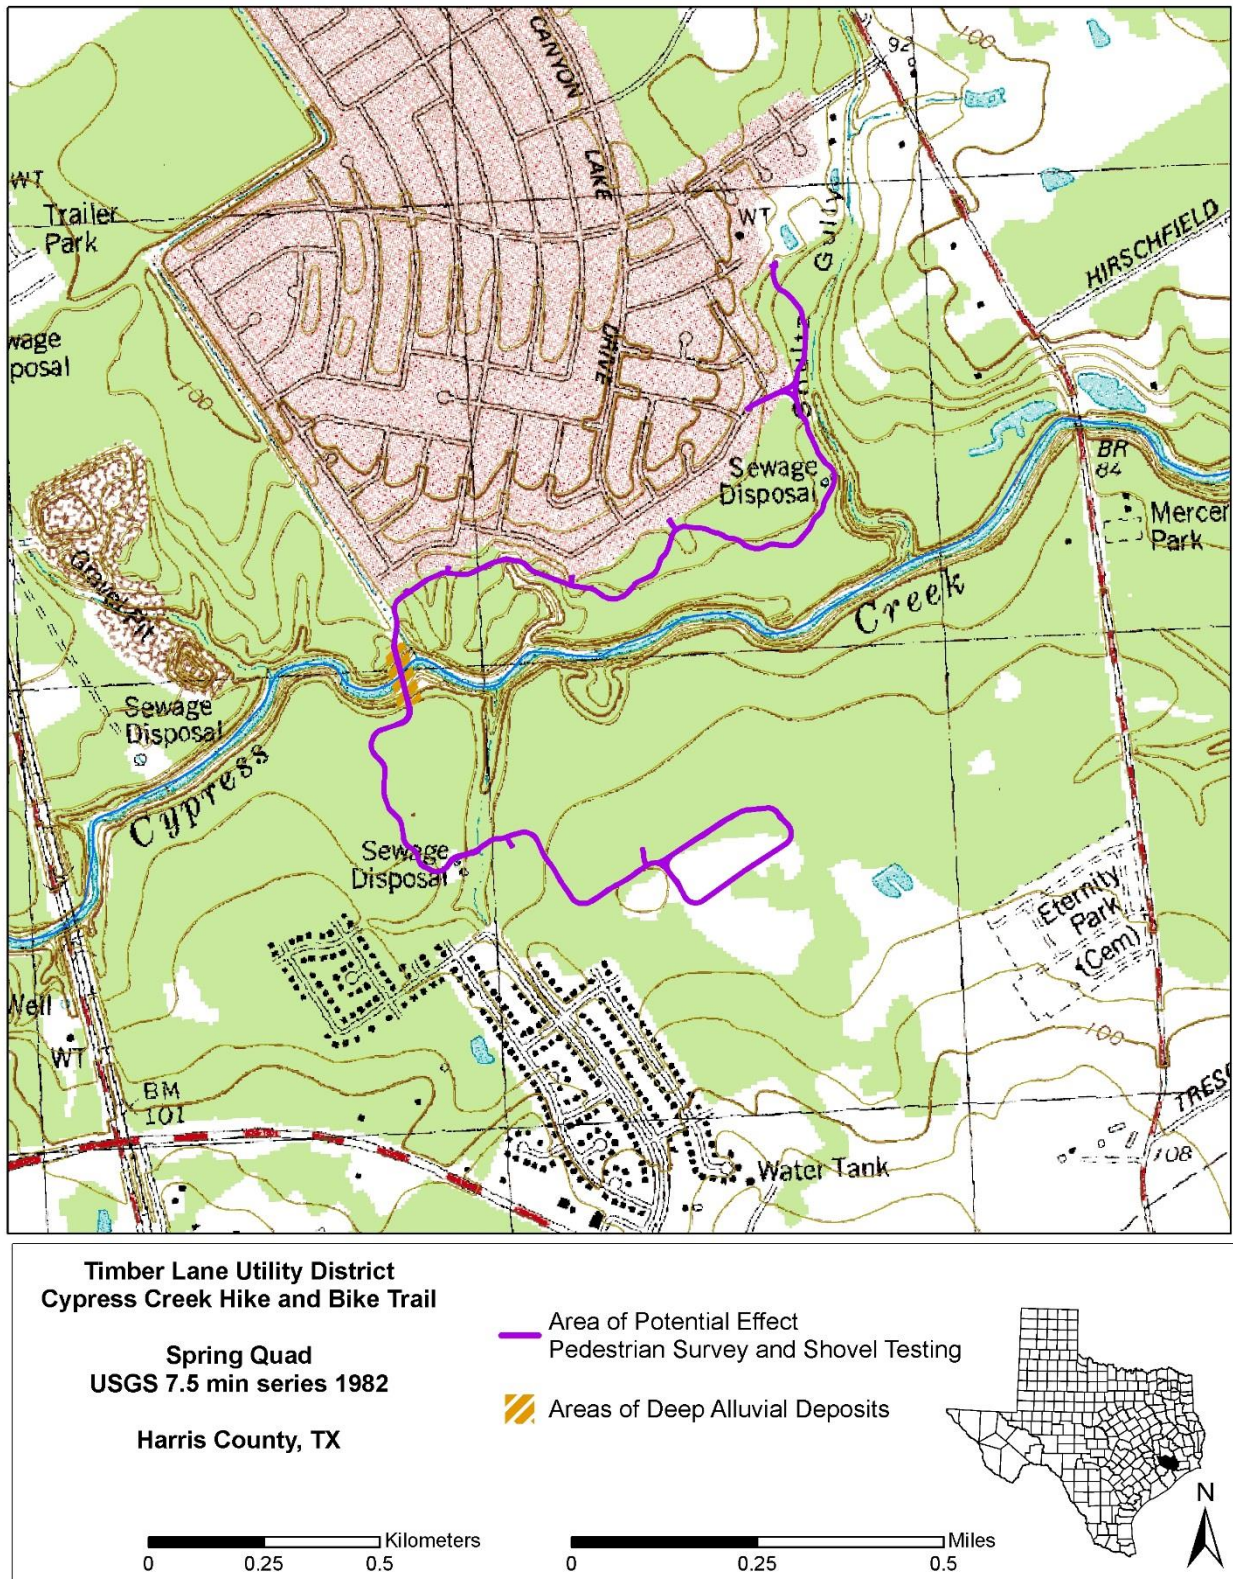 CANYON
LAKE
DRIVE
92
100
WT
Trailer
Park
WT
Gully
Shultz
HIRSCHFIELD
wage
posal
100
Sewage
Disposal
BR
84
Mercer
Park
Gravel Pit
Creek
Sewage
Disposal
Cypress
Sewage
Disposal
Eternity
Park
(Cem)
Well
WT
BM
101
100
TRESC
108
Water Tank
Timber Lane Utility District
Cypress Creek Hike and Bike Trail
Spring Quad
USGS 7.5 min series 1982
Harris County, TX
Area of Potential Effect
Pedestrian Survey and Shovel Testing
Areas of Deep Alluvial Deposits
N
Kilometers
0 0.25 0.5
Miles
0 0.25 0.5